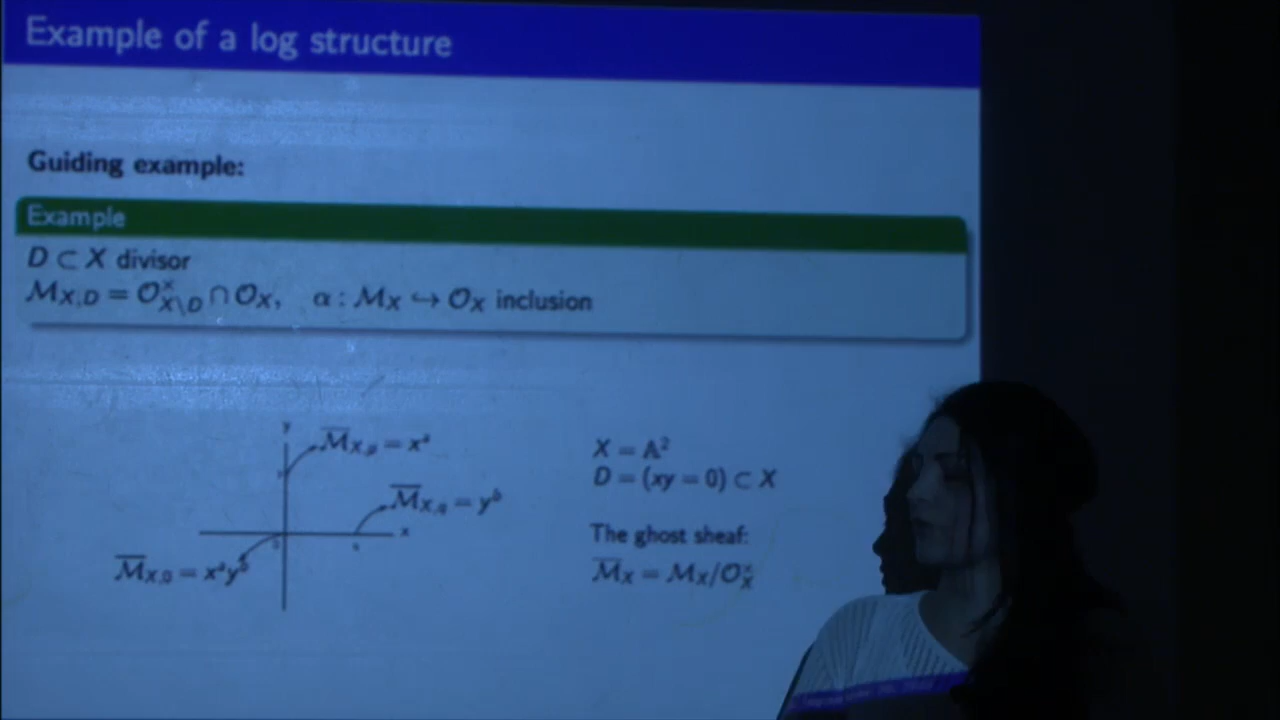 Example of a log structure
Guiding example:
Example
D ⊂ X divisor
M_{X,D} = O^×_{X\D} ∩ O_X, α : M_X ↪ O_X inclusion
y
M̅_{X,p} = x^a
M̅_{X,q} = y^b
x
M̅_{X,0} = x^a y^b
X = A²
D = (xy = 0) ⊂ X
The ghost sheaf:
M̅_X = M_X/O^×_X